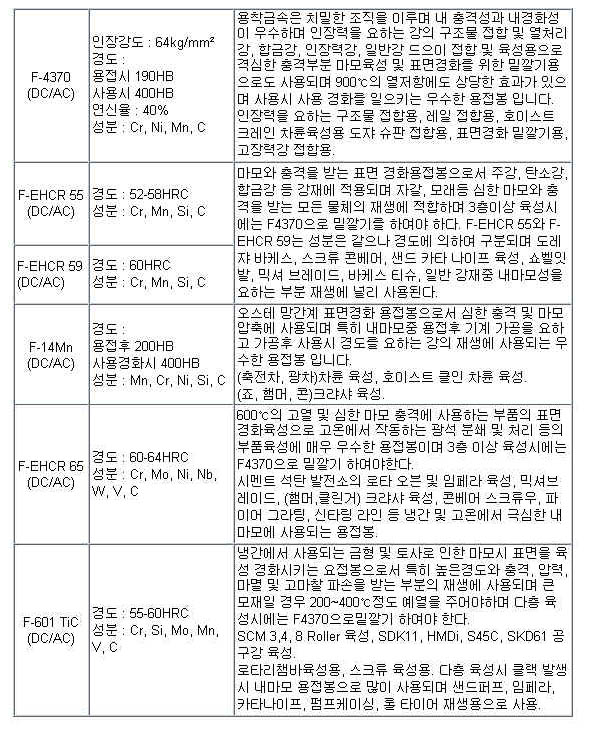 F-4370
(DC/AC)
인장강도 : 64kg/mm²
경도 :
용접시 190HB
사용시 400HB
연신율 : 40%
성분 : Cr, Ni, Mn, C
용착금속은 치밀한 조직을 이루며 내 충격성과 내경화성
이 우수하며 인장력을 요하는 강의 구조물 접합 및 열처리
강, 합금강, 인장력강, 일반강 드으이 접합 및 육성용으로
격심한 충격부분 마모육성 및 표면경화를 위한 밑깔기용
으로도 사용되며 900℃의 열저항에도 상당한 효과가 있으
며 사용시 사용 경화를 일으키는 우수한 용접봉 입니다.
인장력을 요하는 구조물 접합용, 레일 접합용, 호이스트
크레인 차륜육성용 도쟈 슈판 접합용, 표면경화 밑깔기용,
고장력강 접합용.
F-EHCR 55
(DC/AC)
경도 : 52-58HRC
성분 : Cr, Mn, Si, C
마모와 충격을 받는 표면 경화용접봉으로서 주강, 탄소강,
합금강 등 강재에 적용되며 자갈, 모래등 심한 마모와 충
격을 받는 모든 물체의 재생에 적합하며 3층이상 육성시
에는 F4370으로 밑깔기를 하며야 하다. F-EHCR 55와 F-
EHCR 59는 성분은 같으나 경도에 의하여 구분되며 도레
쟈 바케스, 스크류 콘베어, 샌드 카타 나이프 육성, 쇼벨잇
발, 믹셔 브레이드, 바케스 티슈, 일반 강재중 내마모성을
요하는 부분 재생에 널리 사용된다.
F-EHCR 59
(DC/AC)
경도 : 60HRC
성분 : Cr, Mn, Si, C
F-14Mn
(DC/AC)
경도 :
용접후 200HB
사용경화시 400HB
성분 : Mn, Cr, Ni, Si, C
오스테 망간계 표면경화 용접봉으로서 심한 충격 및 마모
압축에 사용되며 특히 내마모중 용접후 기계 가공을 요하
고 가공후 사용시 경도를 요하는 강의 재생에 사용되는 우
수한 용접봉 입니다.
(축전차, 광차)차륜 육성, 호이스트 클인 차륜 육성.
(죠, 햄머, 콘)크랴샤 육성.
F-EHCR 65
(DC/AC)
경도 : 60-64HRC
성분 : Cr, Mo, Ni, Nb,
W, V, C
600℃의 고열 및 심한 마모 충격에 사용하는 부품의 표면
경화육성으로 고온에서 작동하는 광석 분쇄 및 처리 등의
부품육성에 매우 우수한 용접봉이며 3층 이상 육성시에는
F4370으로 밑깔기 하며야한다.
시멘트 석탄 발전소의 로타 오븐 및 임페라 육성, 믹셔브
레이드, (햄머,클린거) 크랴샤 육성, 콘베어 스크류우, 파
이어 그라팅, 신타링 라인 등 냉간 및 고온에서 극심한 내
마모에 사용되는 용접봉.
F-601 TiC
(DC/AC)
경도 : 55-60HRC
성분 : Cr, Si, Mo, Mn,
V, C
냉간에서 사용되는 금형 및 토사로 인한 마모시 표면을 육
성 경화시키는 요접봉으로서 특히 높은경도와 충격, 압력,
마멸 및 고마찰 파손을 받는 부분의 재생에 사용되며 큰
모재일 경우 200~400℃정도 예열을 주어야하며 다층 육
성시에는 F4370으로밑깔기 하며야 한다.
SCM 3,4, 8 Roller 육성, SDK11, HMDi, S45C, SKD61 공
구강 육성.
로타리챔바육성용, 스크류 육성용. 다층 육성시 클랙 발생
시 내마모 용접봉으로 많이 사용되며 샌드퍼프, 임페라,
카타나이프, 펌프케이싱, 롤 타이어 재생용으로 사용.